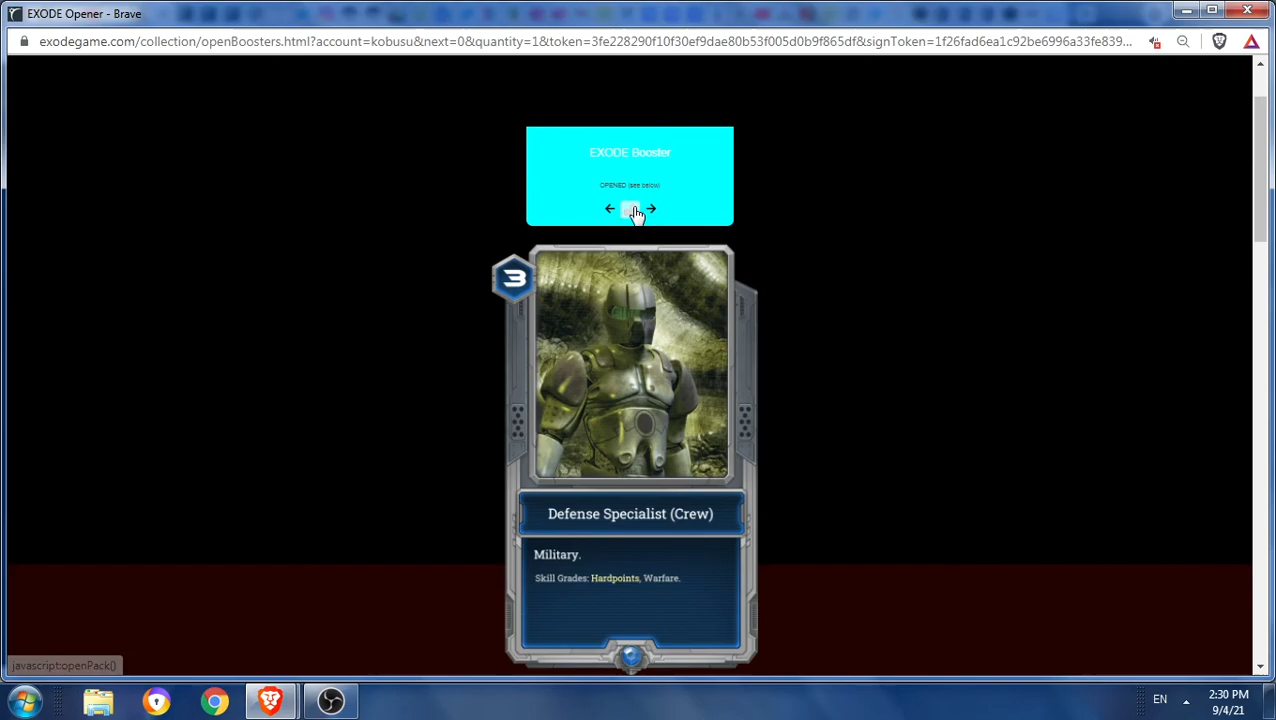 EXODE Opener - Brave
exodegame.com/collection/openBoosters.html?account=kobusu&next=0&quantity=1&token=3fe228290f10f30ef9dae80b53f005d0b9f865df&signToken=1f26fad6ea1c92be6996a33fe839...
EXODE Booster
OPENED (see below)
3
Defense Specialist (Crew)
Military.
Skill Grades: Hardpoints, Warfare.
javascript:openPack()
EN
2:30 PM
9/4/21